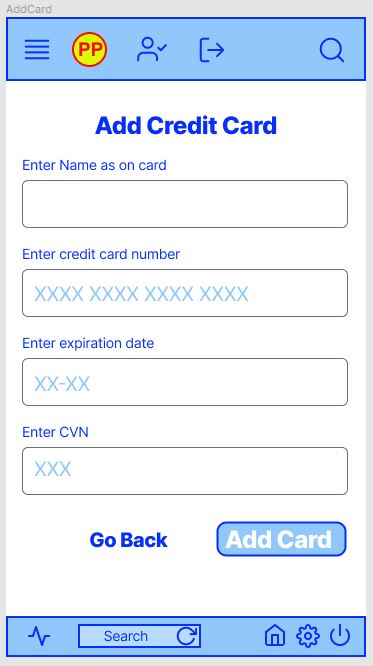 AddCard
PP
Add Credit Card
Enter Name as on card
Enter credit card number
XXXX XXXX XXXX XXXX
Enter expiration date
XX-XX
Enter CVN
XXX
Go Back
Add Card
Search